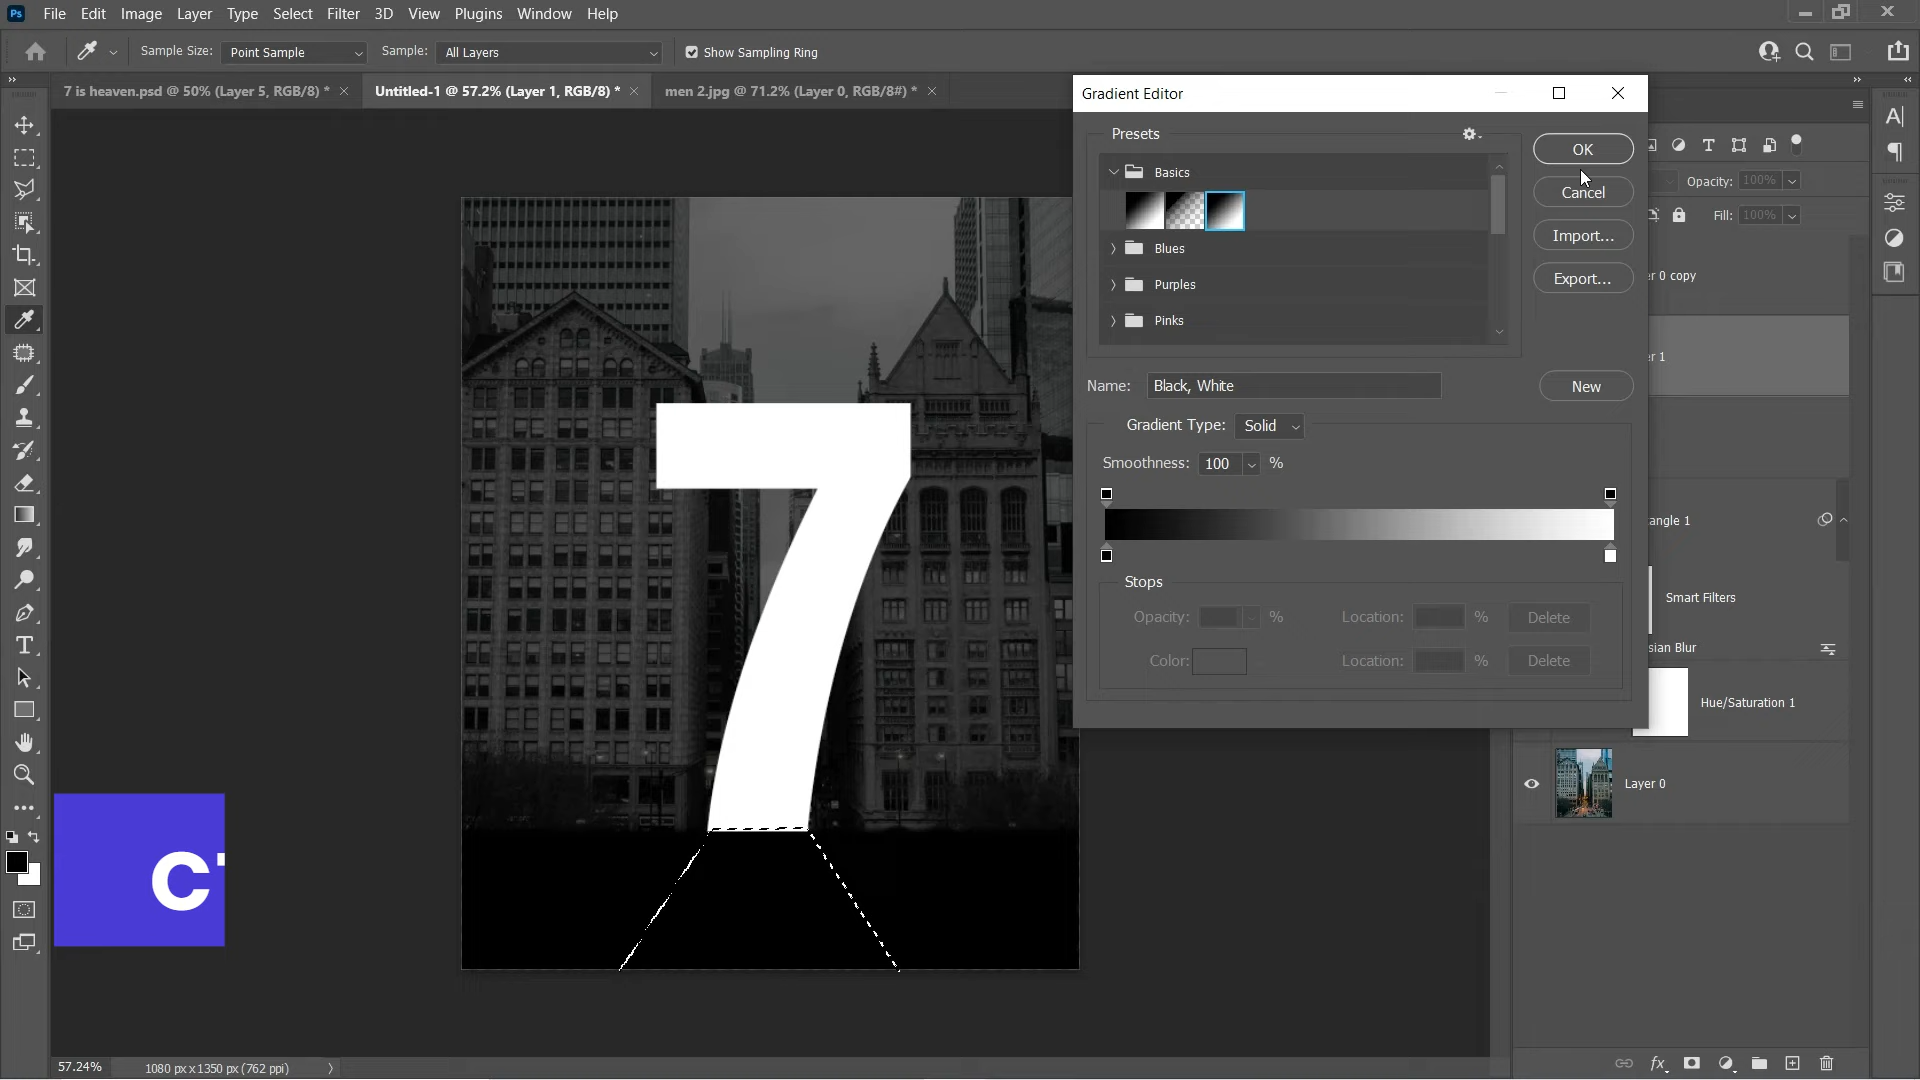 Ps File Edit Image Layer Type Select Filter 3D View Plugins Window Help
Sample Size: Point Sample Sample: All Layers Show Sampling Ring
7 is heaven.psd @ 50% (Layer 5, RGB/8) * Untitled-1 @ 57.2% (Layer 1, RGB/8) * men 2.jpg @ 71.2% (Layer 0, RGB/8#) *
Gradient Editor
Presets
Basics
Blues
Purples
Pinks
OK
Cancel
Import...
Export...
Name: Black, White
New
Gradient Type: Solid
Smoothness: 100 %
Stops
Opacity: % Location: % Delete
Color: Location: % Delete
Opacity: 100%
Fill: 100%
er 0 copy
er 1
angle 1
Smart Filters
sian Blur
Hue/Saturation 1
Layer 0
7
57.24% 1080 px x 1350 px (762 ppi)